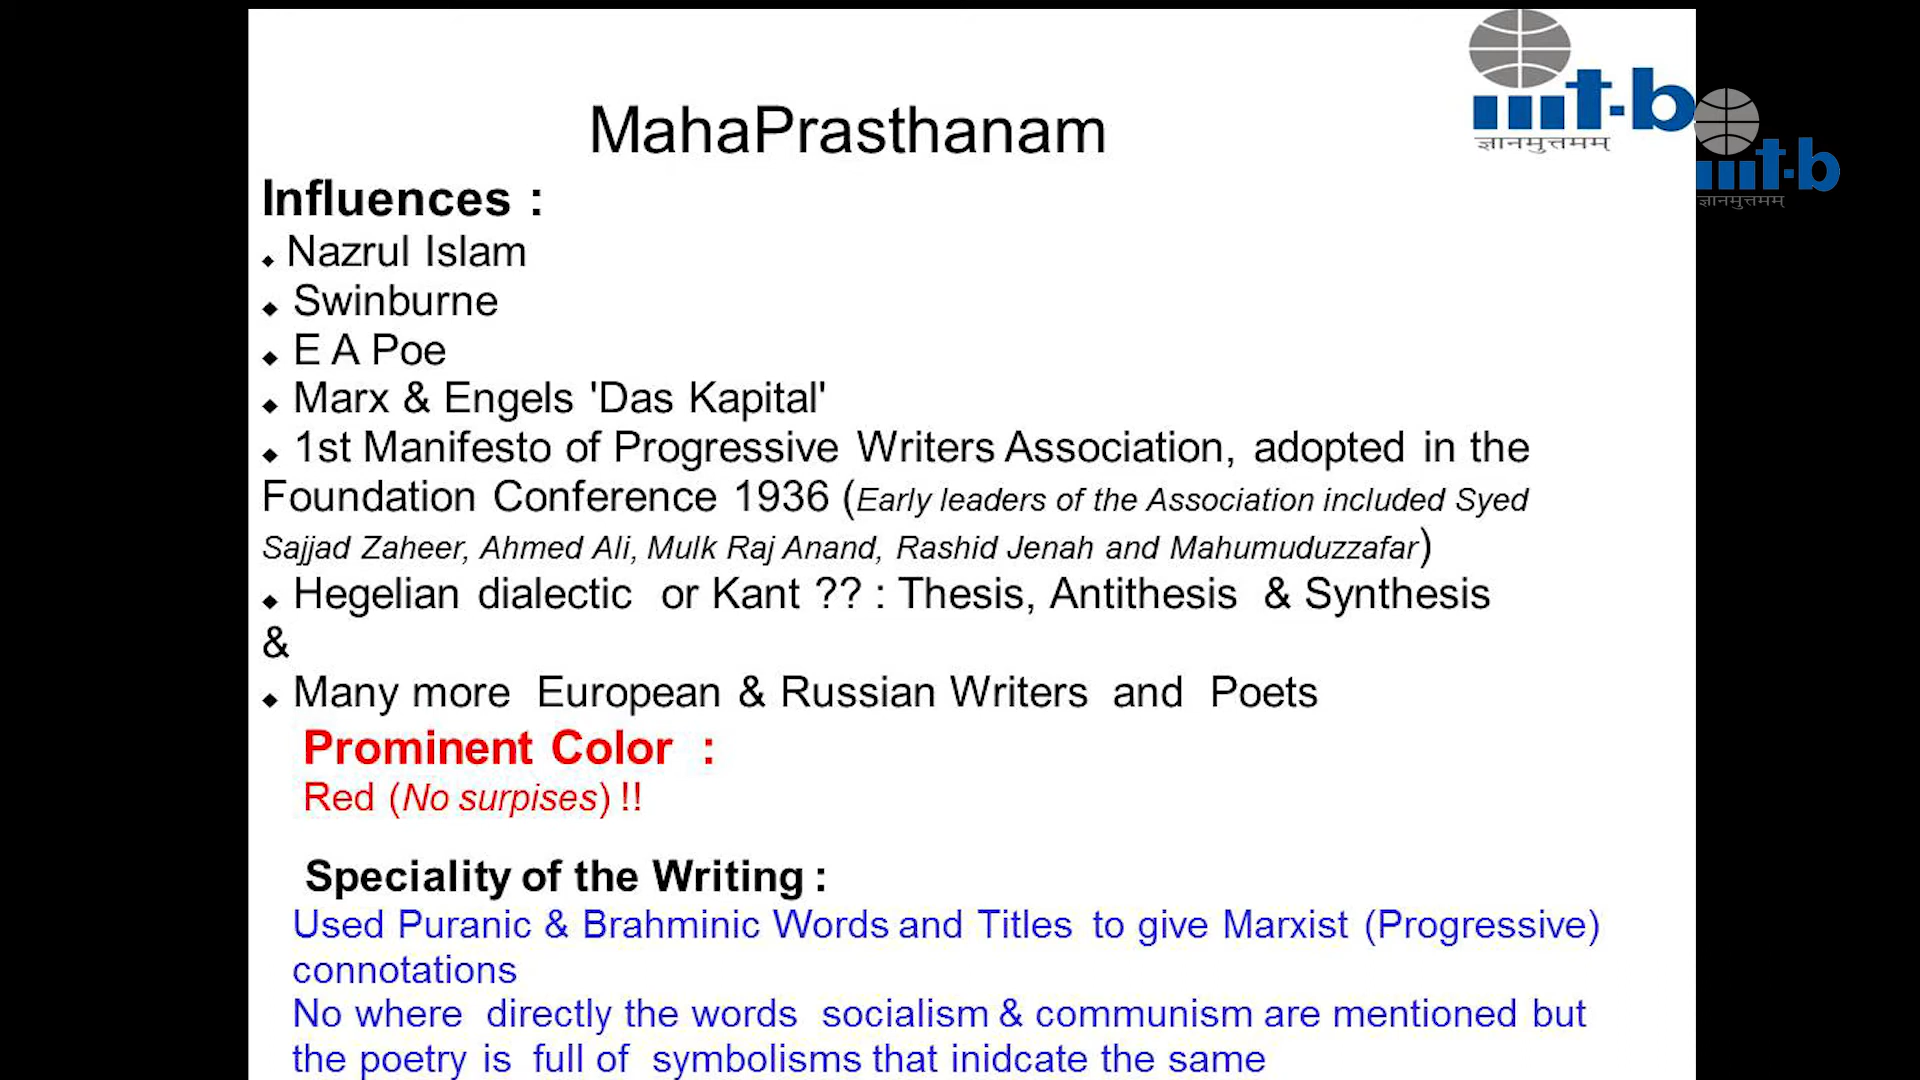 MahaPrasthanam
iiit-b
ज्ञानमुत्तमम्
iiit-b
ज्ञानमुत्तमम्
Influences :
Nazrul Islam
Swinburne
E A Poe
Marx & Engels 'Das Kapital'
1st Manifesto of Progressive Writers Association, adopted in the
Foundation Conference 1936 (Early leaders of the Association included Syed
Sajjad Zaheer, Ahmed Ali, Mulk Raj Anand, Rashid Jenah and Mahumuduzzafar)
Hegelian dialectic or Kant ?? : Thesis, Antithesis & Synthesis
&
Many more European & Russian Writers and Poets
Prominent Color :
Red (No surpises) !!
Speciality of the Writing :
Used Puranic & Brahminic Words and Titles to give Marxist (Progressive)
connotations
No where directly the words socialism & communism are mentioned but
the poetry is full of symbolisms that inidcate the same